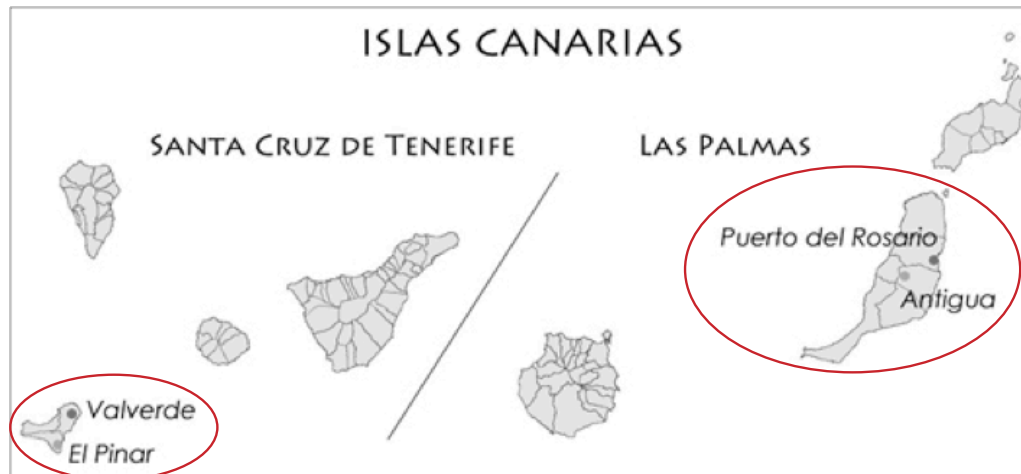 ISLAS CANARIAS
SANTA CRUZ DE TENERIFE
LAS PALMAS
Puerto del Rosario
Antigua
Valverde
El Pinar